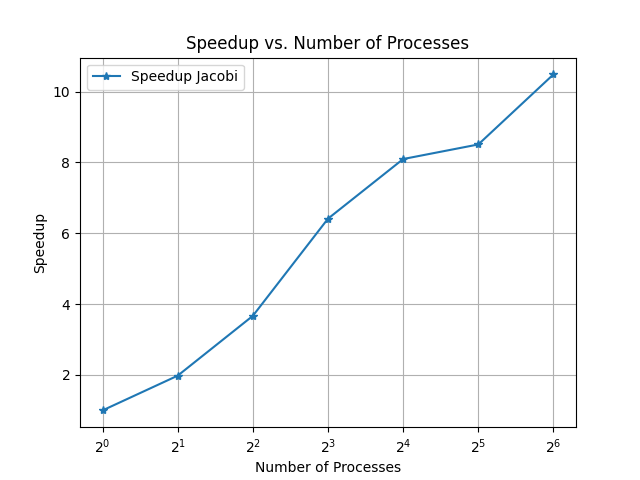 Speedup vs. Number of Processes
Speedup Jacobi
10
8
6
4
2
Speedup
2⁰ 2¹ 2² 2³ 2⁴ 2⁵ 2⁶
Number of Processes